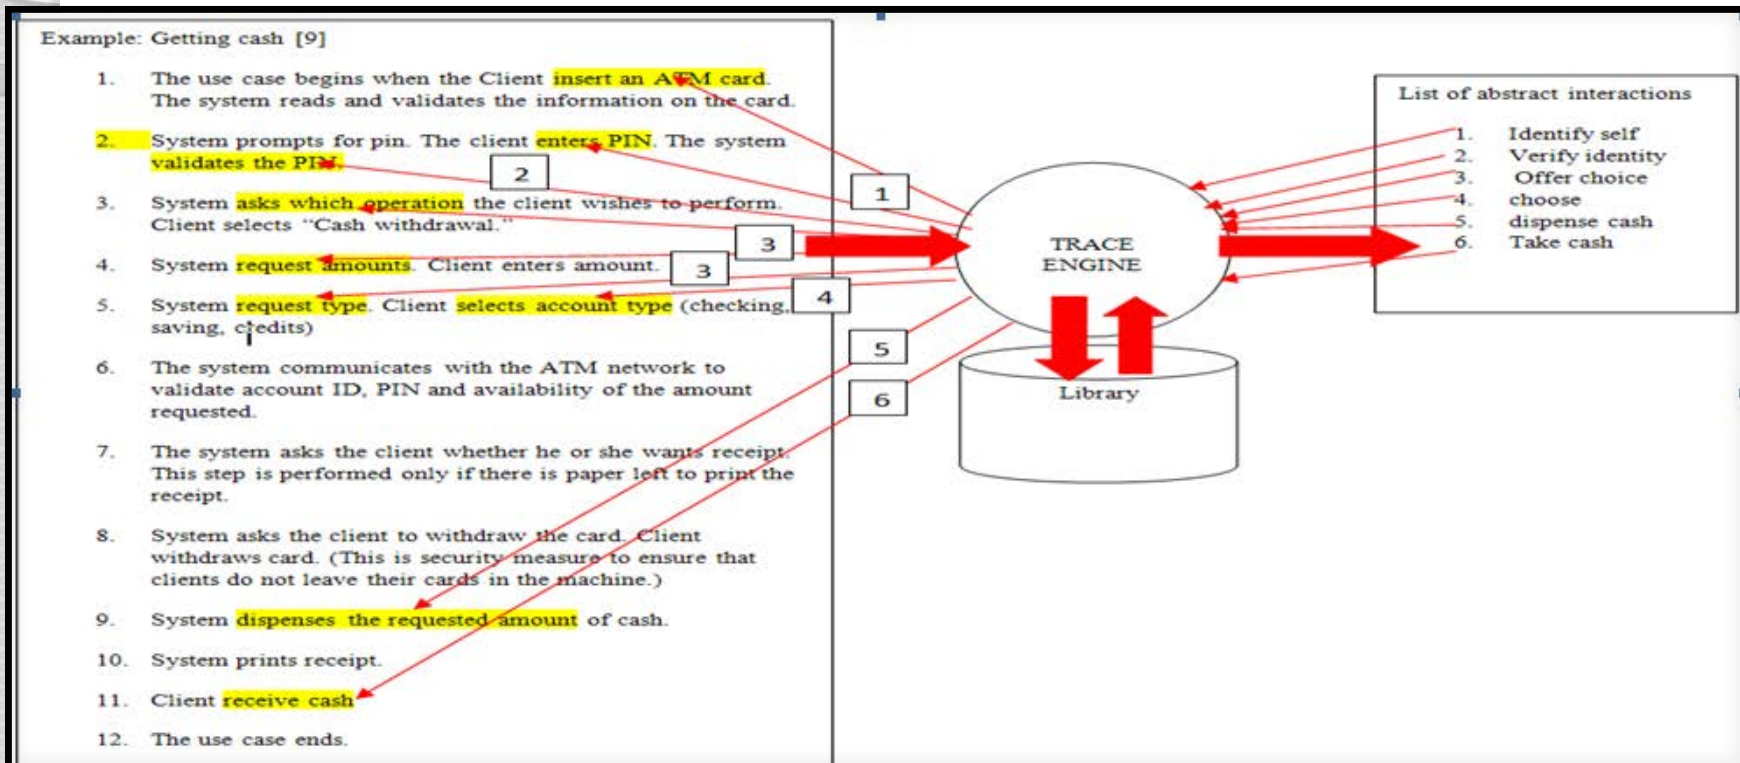 Example: Getting cash [9]
1. The use case begins when the Client insert an ATM card.
The system reads and validates the information on the card.
2. System prompts for pin. The client enters PIN. The system
validates the PIN.
3. System asks which operation the client wishes to perform.
Client selects “Cash withdrawal.”
4. System request amounts. Client enters amount.
5. System request type. Client selects account type (checking,
saving, credits)
6. The system communicates with the ATM network to
validate account ID, PIN and availability of the amount
requested.
7. The system asks the client whether he or she wants receipt.
This step is performed only if there is paper left to print the
receipt.
8. System asks the client to withdraw the card. Client
withdraws card. (This is security measure to ensure that
clients do not leave their cards in the machine.)
9. System dispenses the requested amount of cash.
10. System prints receipt.
11. Client receive cash
12. The use case ends.
1
2
3
3
4
5
6
TRACE
ENGINE
Library
List of abstract interactions
1. Identify self
2. Verify identity
3. Offer choice
4. choose
5. dispense cash
6. Take cash